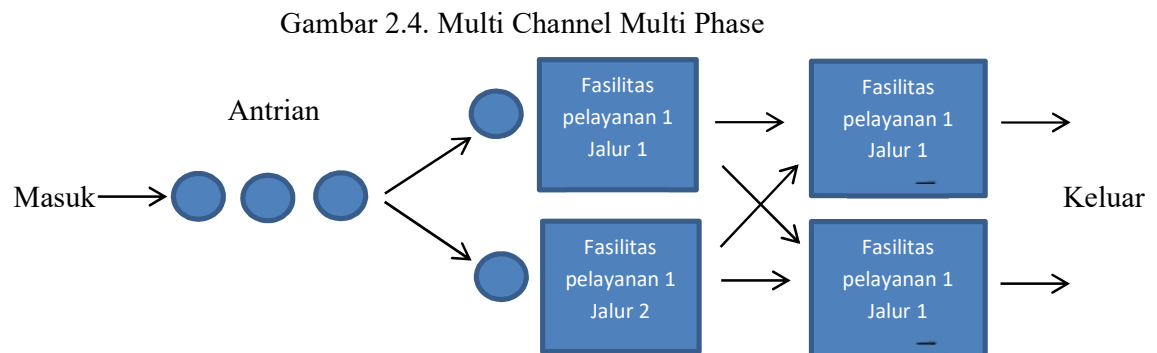 Gambar 2.4. Multi Channel Multi Phase
Antrian
Masuk
Fasilitas
pelayanan 1
Jalur 1
Fasilitas
pelayanan 1
Jalur 2
Fasilitas
pelayanan 1
Jalur 1
Fasilitas
pelayanan 1
Jalur 1
Keluar